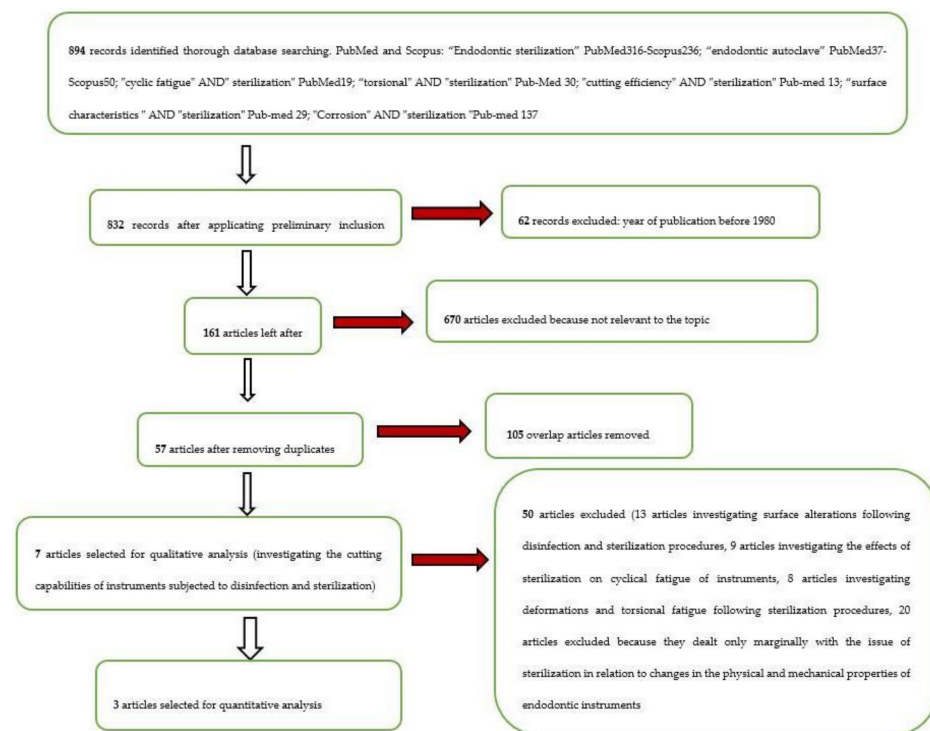 894 records identified thorough database searching. PubMed and Scopus: “Endodontic sterilization” PubMed316-Scopus236; “endodontic autoclave” PubMed37-
Scopus50; "cyclic fatigue" AND" sterilization" PubMed19; “torsional” AND "sterilization" Pub-Med 30; "cutting efficiency" AND "sterilization" Pub-med 13; “surface
characteristics " AND "sterilization" Pub-med 29; "Corrosion" AND "sterilization "Pub-med 137
832 records after applicating preliminary inclusion
62 records excluded: year of publication before 1980
161 articles left after
670 articles excluded because not relevant to the topic
57 articles after removing duplicates
105 overlap articles removed
7 articles selected for qualitative analysis (investigating the cutting
capabilities of instruments subjected to disinfection and sterilization)
50 articles excluded (13 articles investigating surface alterations following
disinfection and sterilization procedures, 9 articles investigating the effects of
sterilization on cyclical fatigue of instruments, 8 articles investigating
deformations and torsional fatigue following sterilization procedures, 20
articles excluded because they dealt only marginally with the issue of
sterilization in relation to changes in the physical and mechanical properties of
endodontic instruments
3 articles selected for quantitative analysis